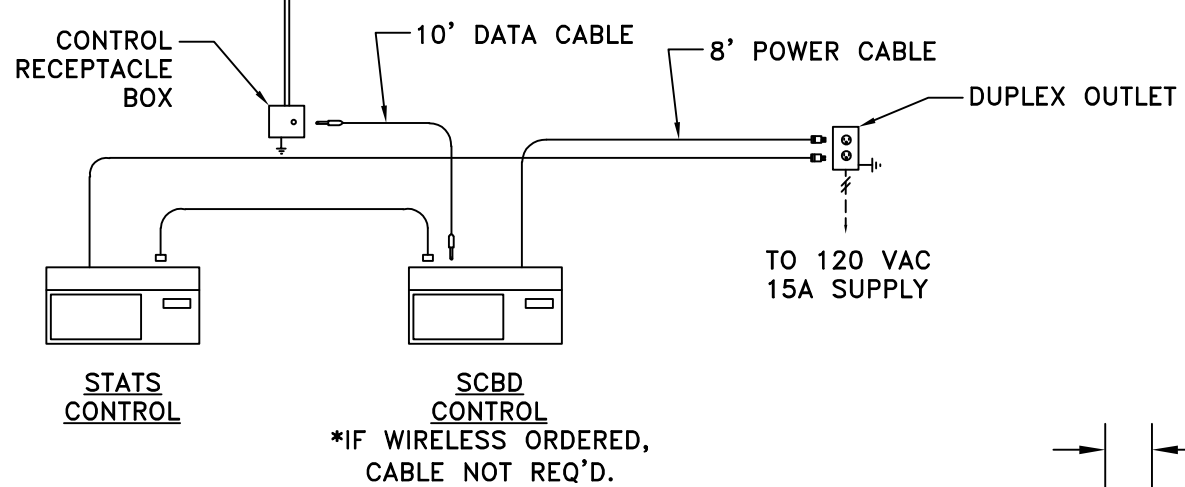 CONTROL
RECEPTACLE
BOX
10' DATA CABLE
8' POWER CABLE
DUPLEX OUTLET
TO 120 VAC
15A SUPPLY
STATS
CONTROL
SCBD
CONTROL
*IF WIRELESS ORDERED,
CABLE NOT REQ'D.